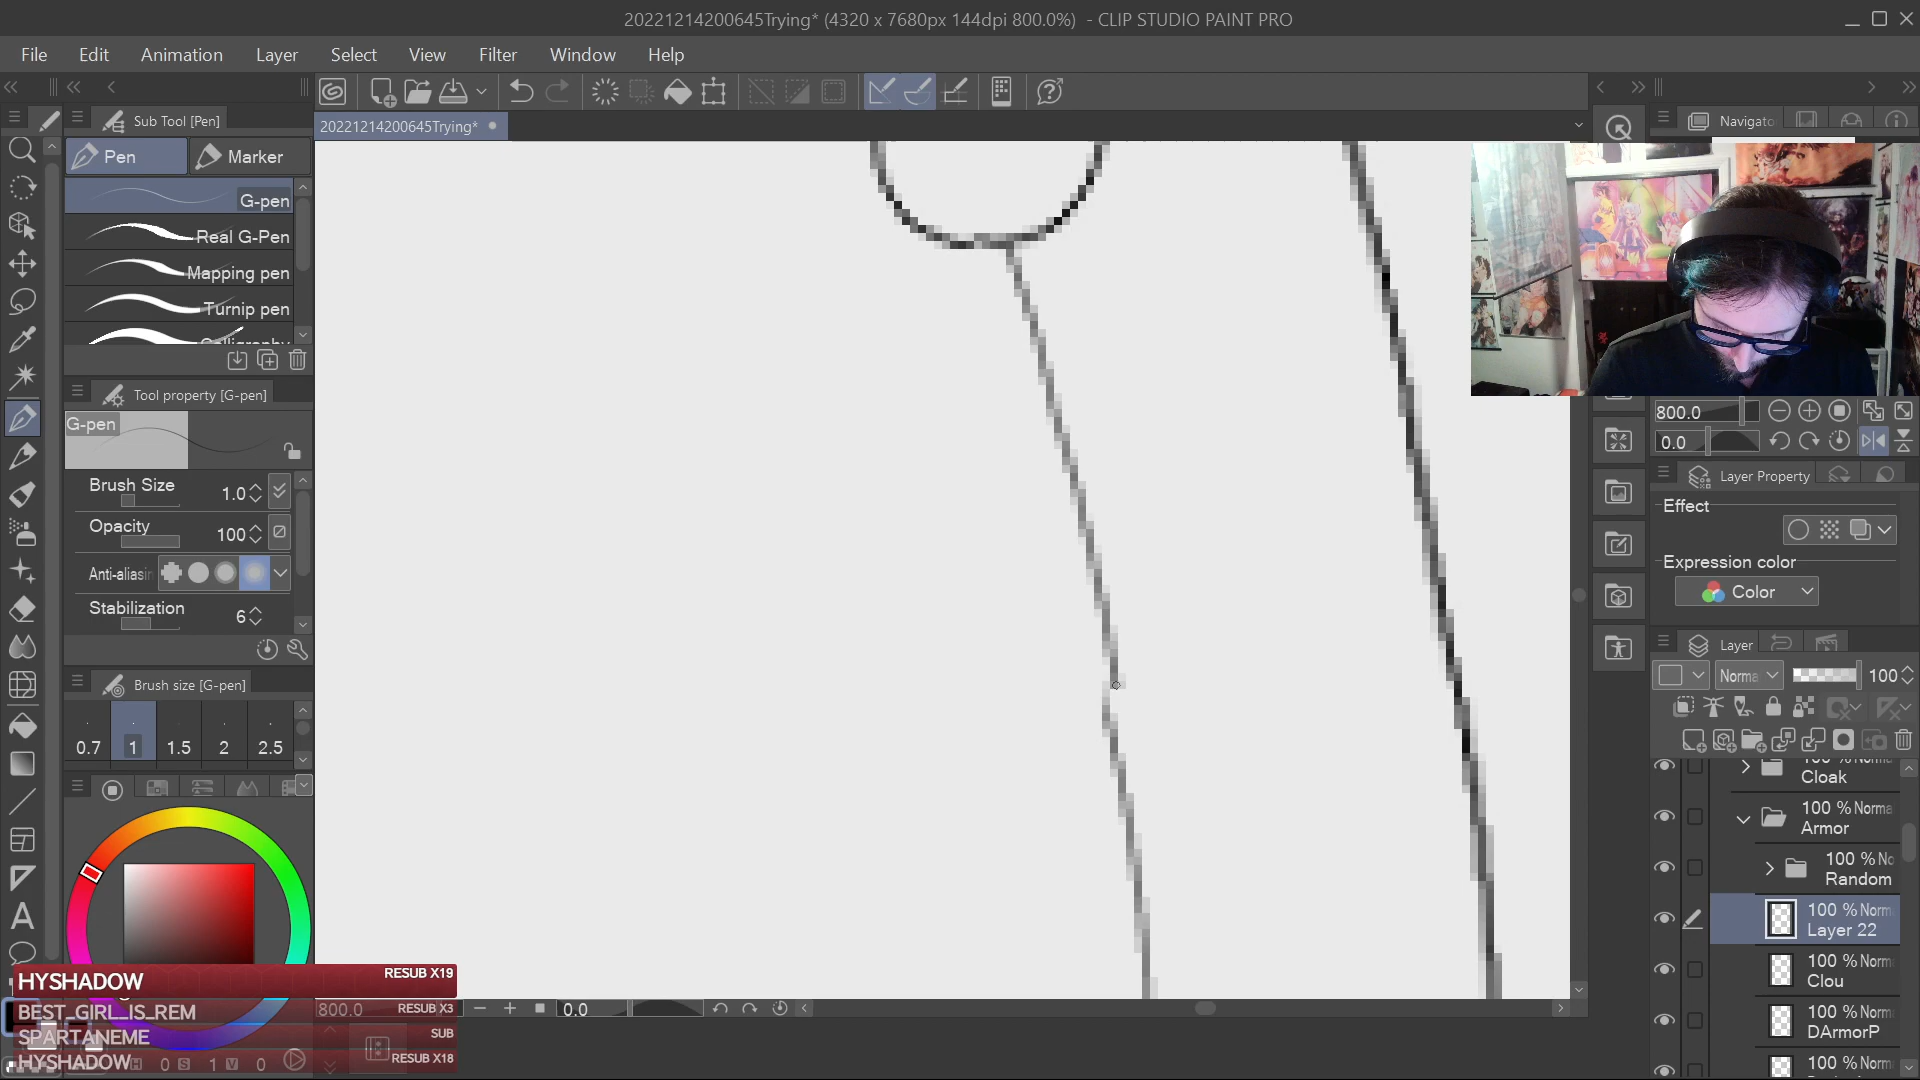 20221214200645Trying* (4320 x 7680px 144dpi 800.0%) - CLIP STUDIO PAINT PRO
File Edit Animation Layer Select View Filter Window Help
Sub Tool [Pen]
20221214200645Trying*
Navigato
Pen
Marker
G-pen
Real G-Pen
Mapping pen
Turnip pen
Tool property [G-pen]
G-pen
Brush Size 1.0
Opacity 100
Anti-aliasin
Stabilization 6
Brush size [G-pen]
0.7 1 1.5 2 2.5
800.0
0.0
Layer Property
Effect
Expression color
Color
Layer
Norma 100
Cloak
100 % Norma
Armor
100 % No
Random
100 % Norm
Layer 22
100 % Norm
Clou
100 % Norm
DArmorP
100 % Norm
HYSHADOW RESUB X19
BEST_GIRL_IS_REM RESUB X3
SPARTANEME SUB
HYSHADOW RESUB X18
800.0 0.0
H 0 S 1 V 0